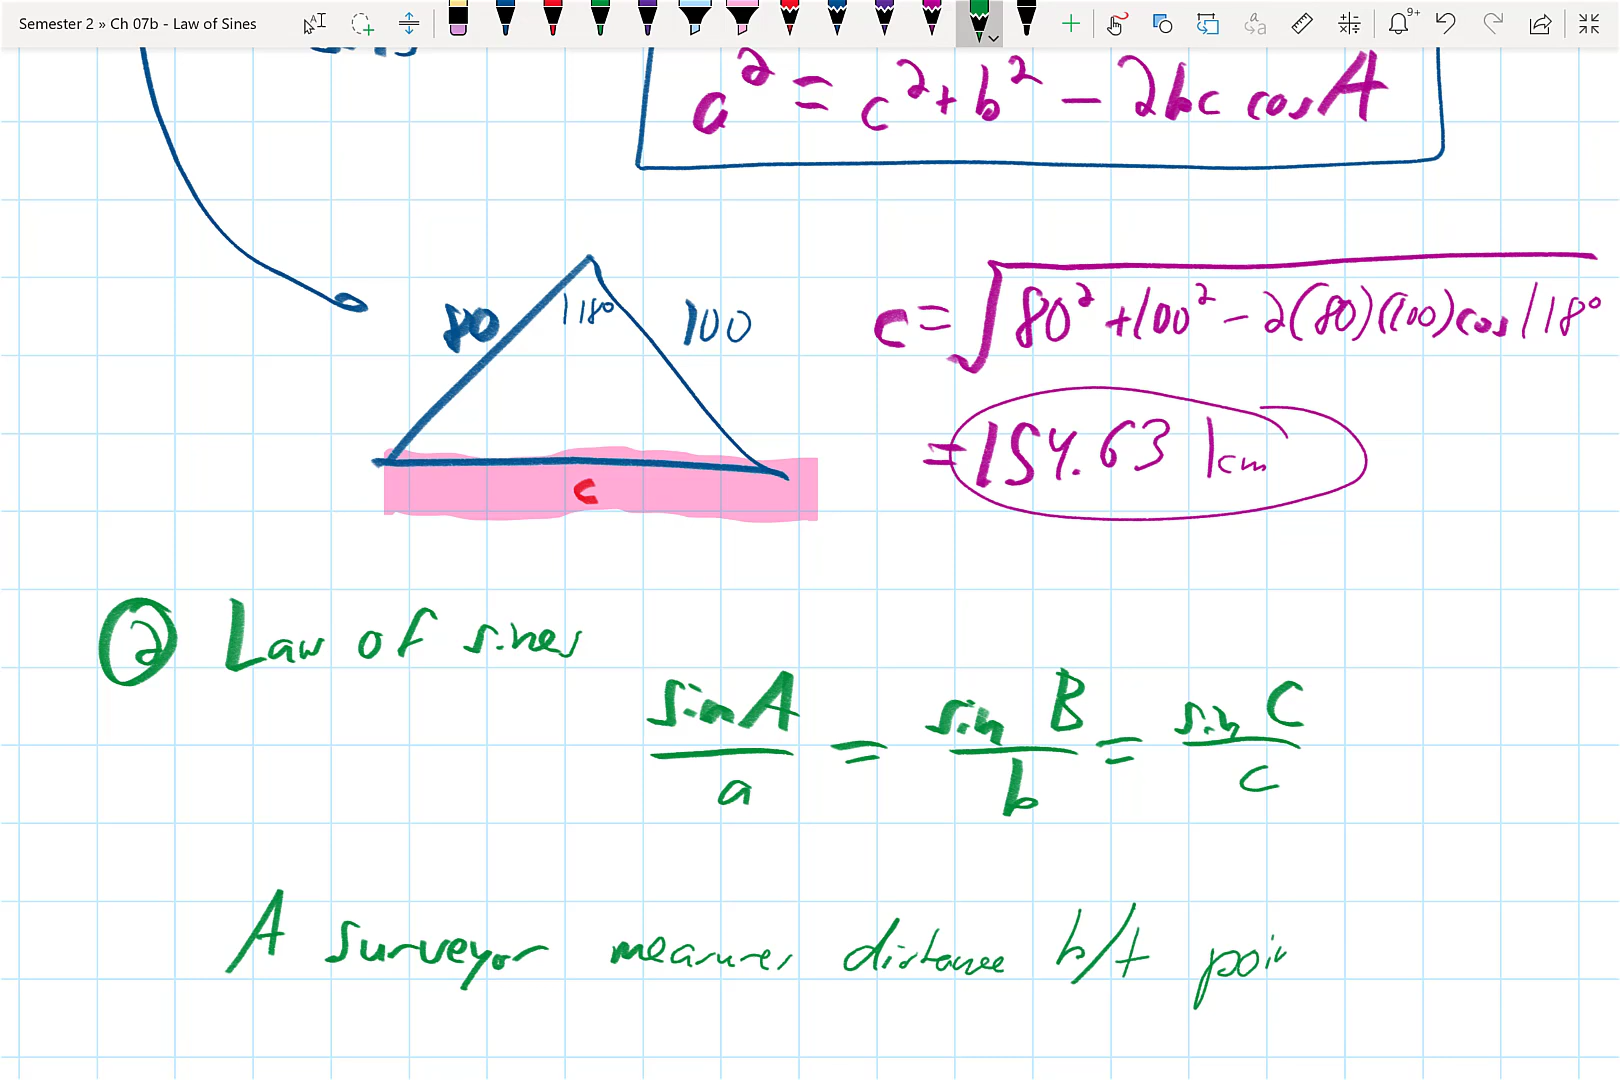 Semester 2 » Ch 07b - Law of Sines
9+
a² = c² + b² − 2bc cos A
80
118°
100
c
c = √80² + 100² − 2(80)(100)cos 118°
= 154.63 km
② Law of sines
sin A / a = sin B / b = sin C / c
A surveyor measures distance b/t poin